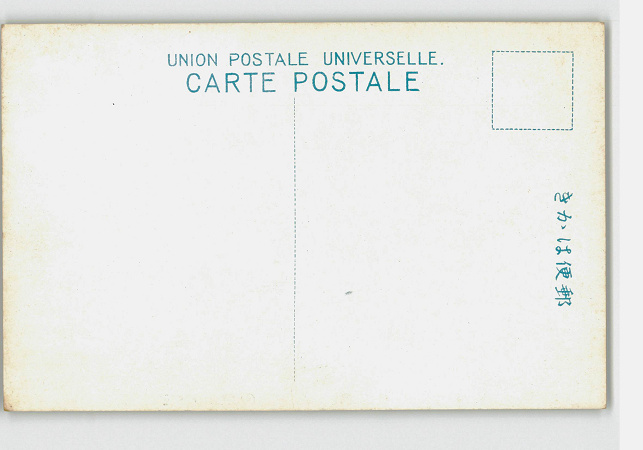 UNION POSTALE UNIVERSELLE.
CARTE POSTALE
郵便はかき